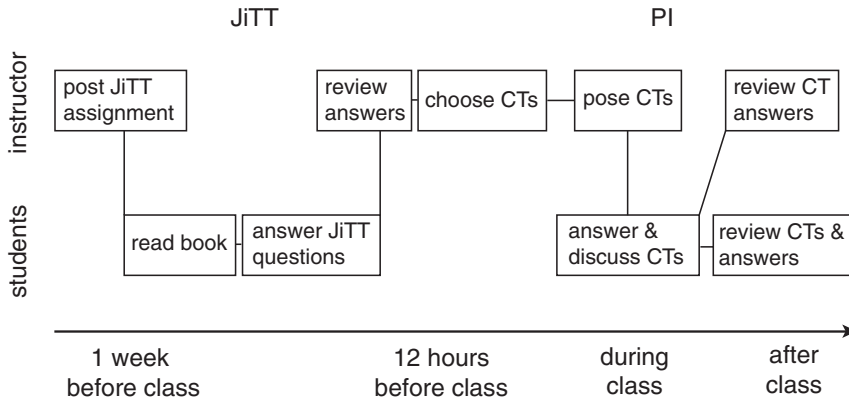 JiTT
PI
instructor
post JiTT
assignment
review
answers
choose CTs
pose CTs
review CT
answers
students
read book
answer JiTT
questions
answer &
discuss CTs
review CTs &
answers
1 week
before class
12 hours
before class
during
class
after
class